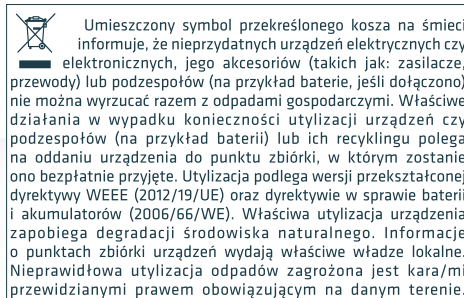 Umieszczony symbol przekreślonego kosza na śmieci
informuje, że nieprzydatnych urządzeń elektrycznych czy
elektronicznych, jego akcesoriów (takich jak: zasilacze,
przewody) lub podzespołów (na przykład baterie, jeśli dołączono)
nie można wyrzucać razem z odpadami gospodarczymi. Właściwe
działania w wypadku konieczności utylizacji urządzeń czy
podzespołów (na przykład baterii) lub ich recyklingu polega
na oddaniu urządzenia do punktu zbiórki, w którym zostanie
ono bezpłatnie przyjęte. Utylizacja podlega wersji przekształconej
dyrektywy WEEE (2012/19/UE) oraz dyrektywie w sprawie baterii
i akumulatorów (2006/66/WE). Właściwa utylizacja urządzenia
zapobiega degradacji środowiska naturalnego. Informacje
o punktach zbiórki urządzeń wydają właściwe władze lokalne.
Nieprawidłowa utylizacja odpadów zagrożona jest kara/mi
przewidzianymi prawem obowiązującym na danym terenie.